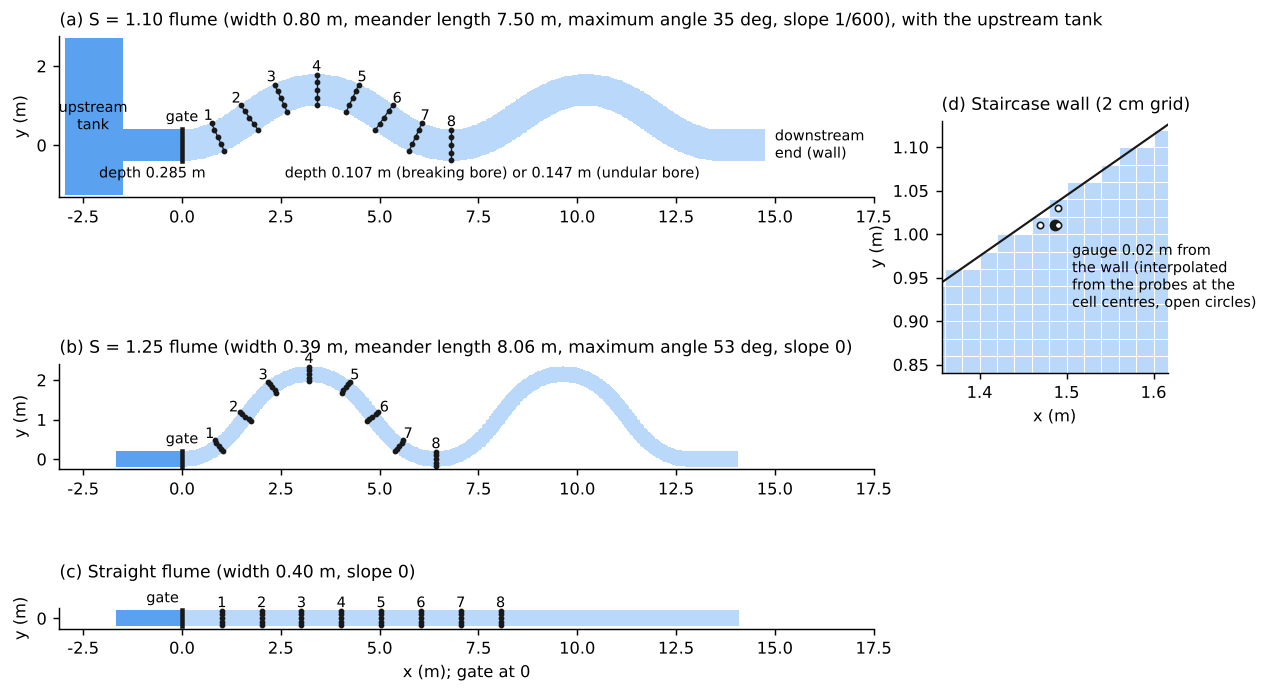 (a) S = 1.10 flume (width 0.80 m, meander length 7.50 m, maximum angle 35 deg, slope 1/600), with the upstream tank
y (m)
2
0
upstream
tank
gate
1
2
3
4
5
6
7
8
depth 0.285 m
depth 0.107 m (breaking bore) or 0.147 m (undular bore)
downstream
end (wall)
-2.5 0.0 2.5 5.0 7.5 10.0 12.5 15.0 17.5
(d) Staircase wall (2 cm grid)
y (m)
1.10
1.05
1.00
0.95
0.90
0.85
gauge 0.02 m from
the wall (interpolated
from the probes at the
cell centres, open circles)
1.4 1.5 1.6
x (m)
(b) S = 1.25 flume (width 0.39 m, meander length 8.06 m, maximum angle 53 deg, slope 0)
y (m)
2
1
0
gate
1
2
3
4
5
6
7
8
-2.5 0.0 2.5 5.0 7.5 10.0 12.5 15.0 17.5
(c) Straight flume (width 0.40 m, slope 0)
y (m)
0
gate
1 2 3 4 5 6 7 8
-2.5 0.0 2.5 5.0 7.5 10.0 12.5 15.0 17.5
x (m); gate at 0